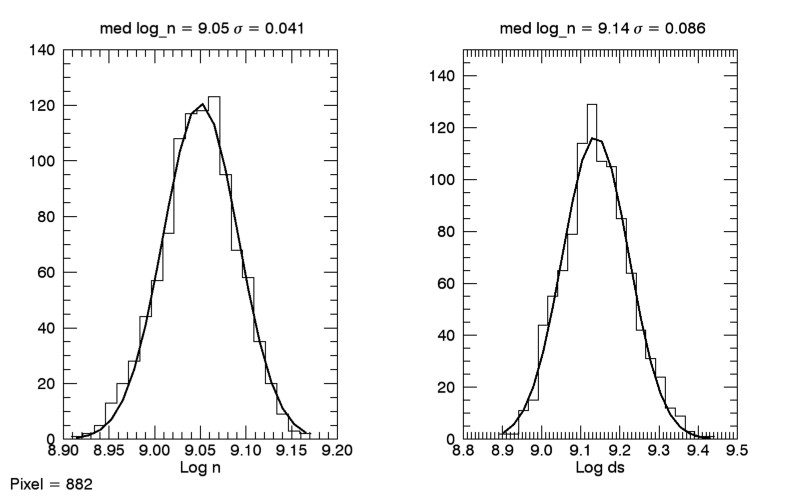 med log_n = 9.05 σ = 0.041
med log_n = 9.14 σ = 0.086
140
120
100
80
60
40
20
0
8.90 8.95 9.00 9.05 9.10 9.15 9.20
Log n
140
120
100
80
60
40
20
0
8.8 8.9 9.0 9.1 9.2 9.3 9.4 9.5
Log ds
Pixel = 882